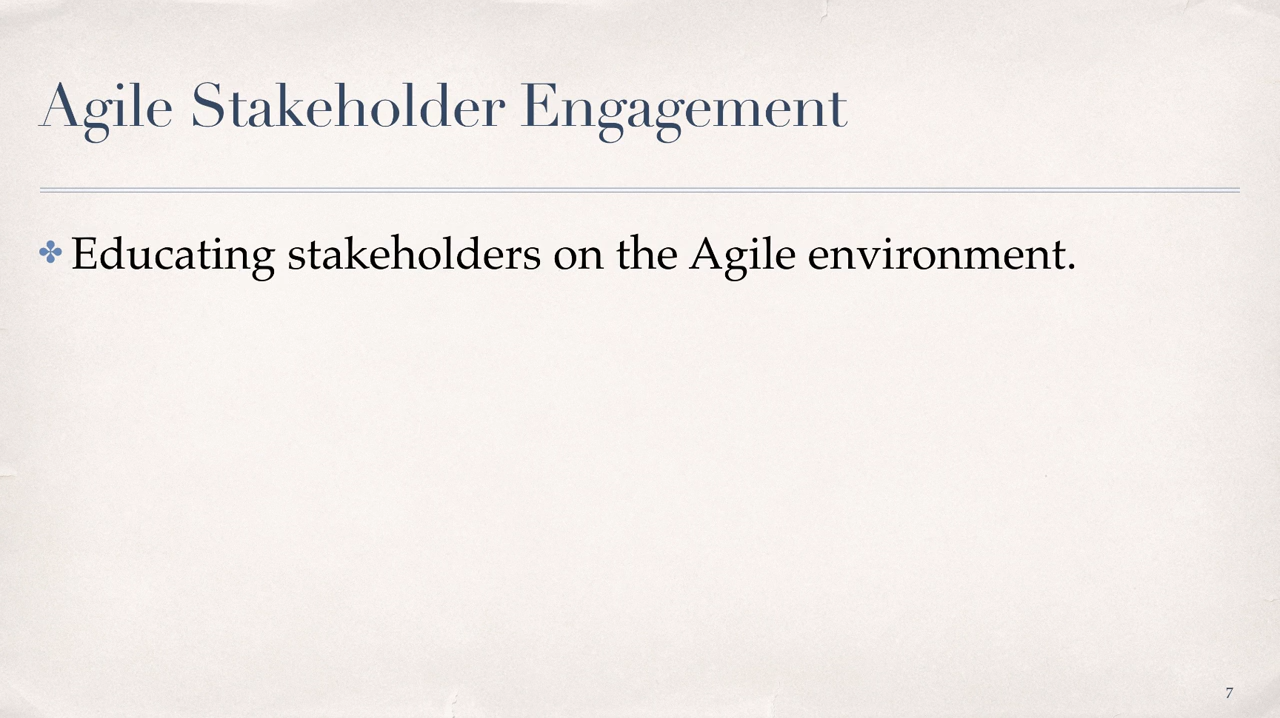 Agile Stakeholder Engagement
✤ Educating stakeholders on the Agile environment.
7